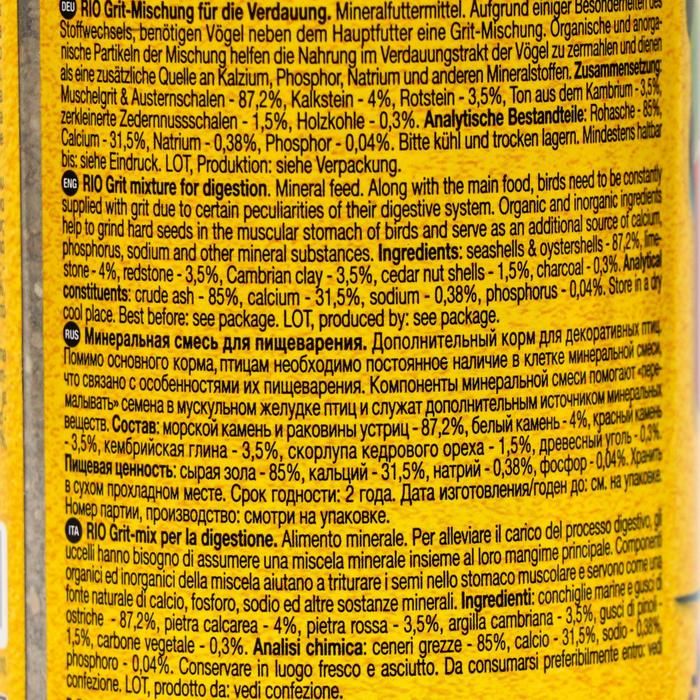 DEU RIO Grit-Mischung für die Verdauung. Mineralfuttermittel. Aufgrund einiger Besonderheiten des
Stoffwechsels, benötigen Vögel neben dem Hauptfutter eine Grit-Mischung. Organische und anorga-
nische Partikeln der Mischung helfen die Nahrung im Verdauungstrakt der Vögel zu zermahlen und dienen
als eine zusätzliche Quelle an Kalzium, Phosphor, Natrium und anderen Mineralstoffen. Zusammensetzung:
Muschelgrit & Austernschalen - 87,2%, Kalkstein - 4%, Rotstein - 3,5%, Ton aus dem Kambrium - 3,5%,
zerkleinerte Zedernnussschalen - 1,5%, Holzkohle - 0,3%. Analytische Bestandteile: Rohasche - 85%,
Calcium - 31,5%, Natrium - 0,38%, Phosphor - 0,04%. Bitte kühl und trocken lagern. Mindestens haltbar
bis: siehe Eindruck. LOT, Produktion: siehe Verpackung.
ENG RIO Grit mixture for digestion. Mineral feed. Along with the main food, birds need to be constantly
supplied with grit due to certain peculiarities of their digestive system. Organic and inorganic ingredients
help to grind hard seeds in the muscular stomach of birds and serve as an additional source of calcium,
phosphorus, sodium and other mineral substances. Ingredients: seashells & oystershells - 87,2%, lime-
stone - 4%, redstone - 3,5%, Cambrian clay - 3,5%, cedar nut shells - 1,5%, charcoal - 0,3%. Analytical
constituents: crude ash - 85%, calcium - 31,5%, sodium - 0,38%, phosphorus - 0,04%. Store in a dry
cool place. Best before: see package. LOT, produced by: see package.
RUS Минеральная смесь для пищеварения. Дополнительный корм для декоративных птиц.
Помимо основного корма, птицам необходимо постоянное наличие в клетке минеральной смеси,
что связано с особенностями их пищеварения. Компоненты минеральной смеси помогают «пере-
малывать» семена в мускульном желудке птиц и служат дополнительным источником минеральных
веществ. Состав: морской камень и раковины устриц - 87,2%, белый камень - 4%, красный камень
- 3,5%, кембрийская глина - 3,5%, скорлупа кедрового ореха - 1,5%, древесный уголь - 0,3%.
Пищевая ценность: сырая зола - 85%, кальций - 31,5%, натрий - 0,38%, фосфор - 0,04%. Хранить
в сухом прохладном месте. Срок годности: 2 года. Дата изготовления/годен до: см. на упаковке.
Номер партии, производство: смотри на упаковке.
ITA RIO Grit-mix per la digestione. Alimento minerale. Per alleviare il carico del processo digestivo, gli
uccelli hanno bisogno di assumere una miscela minerale insieme al loro mangime principale. Componenti
organici ed inorganici della miscela aiutano a triturare i semi nello stomaco muscolare e servono come una
fonte naturale di calcio, fosforo, sodio ed altre sostanze minerali. Ingredienti: conchiglie marine e gusci di
ostriche - 87,2%, pietra calcarea - 4%, pietra rossa - 3,5%, argilla cambriana - 3,5%, gusci di pinoli -
1,5%, carbone vegetale - 0,3%. Analisi chimica: ceneri grezze - 85%, calcio - 31,5%, sodio - 0,38%,
phosphoro - 0,04%. Conservare in luogo fresco e asciutto. Da consumarsi preferibilmente entro: vedi
confezione. LOT, prodotto da: vedi confezione.